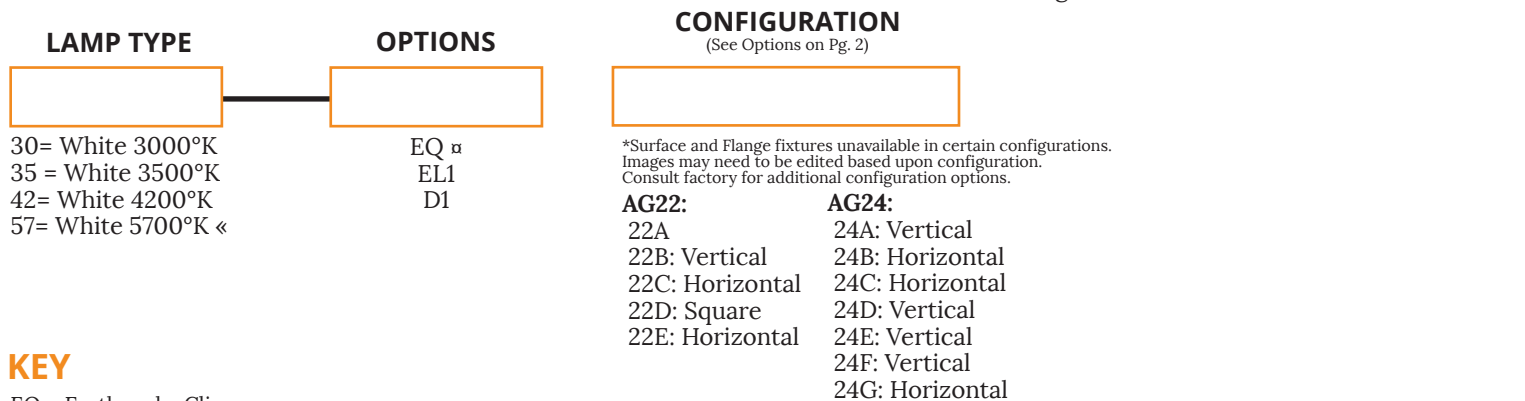 LAMP TYPE
30= White 3000°K
35 = White 3500°K
42= White 4200°K
57= White 5700°K «
OPTIONS
EQ ¤
EL1
D1
CONFIGURATION
(See Options on Pg. 2)
*Surface and Flange fixtures unavailable in certain configurations.
Images may need to be edited based upon configuration.
Consult factory for additional configuration options.
AG22:
22A
22B: Vertical
22C: Horizontal
22D: Square
22E: Horizontal
AG24:
24A: Vertical
24B: Horizontal
24C: Horizontal
24D: Vertical
24E: Vertical
24F: Vertical
24G: Horizontal
KEY